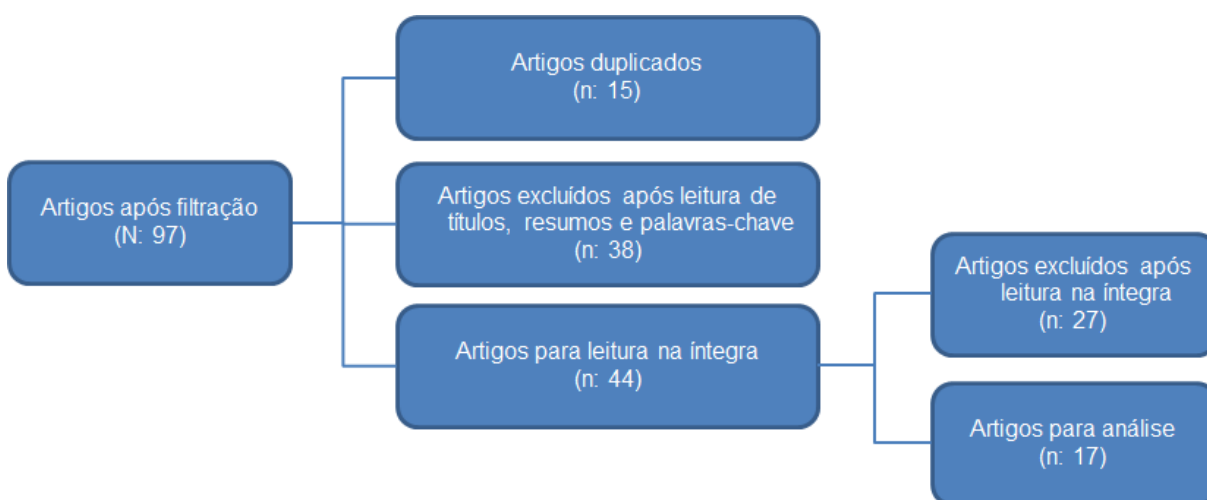 Artigos após filtração
(N: 97)
Artigos duplicados
(n: 15)
Artigos excluídos após leitura de
títulos, resumos e palavras-chave
(n: 38)
Artigos para leitura na íntegra
(n: 44)
Artigos excluídos após
leitura na íntegra
(n: 27)
Artigos para análise
(n: 17)